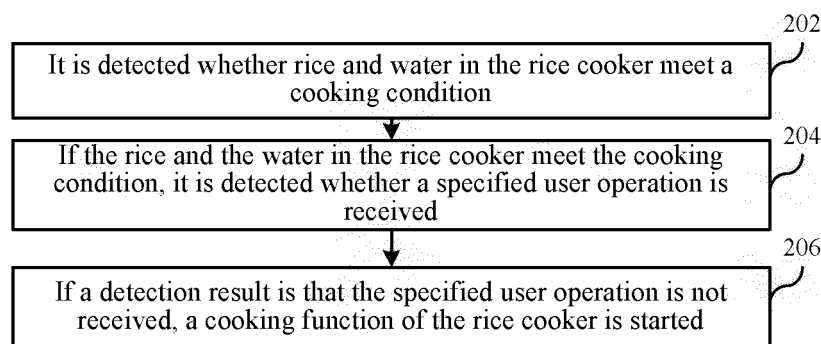 202
It is detected whether rice and water in the rice cooker meet a
cooking condition
204
If the rice and the water in the rice cooker meet the cooking
condition, it is detected whether a specified user operation is
received
206
If a detection result is that the specified user operation is not
received, a cooking function of the rice cooker is started